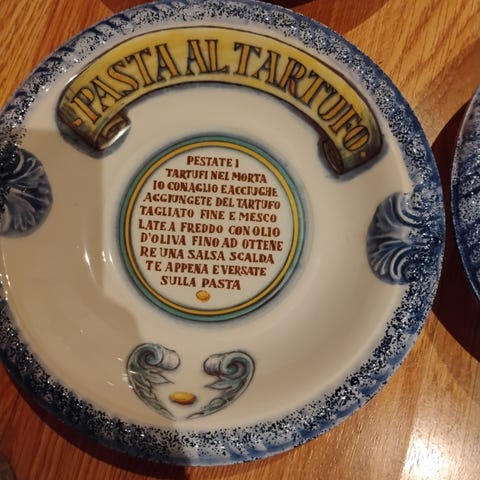 ·PASTA AL TARTUFO·
PESTATE I
TARTUFI NEL MORTA
IO CON AGLIO E ACCIUGHE
AGGIUNGETE DEL TARTUFO
TAGLIATO FINE E MESCO
LATE A FREDDO CON OLIO
D'OLIVA FINO AD OTTENE
RE UNA SALSA SCALDA
TE APPENA E VERSATE
SULLA PASTA